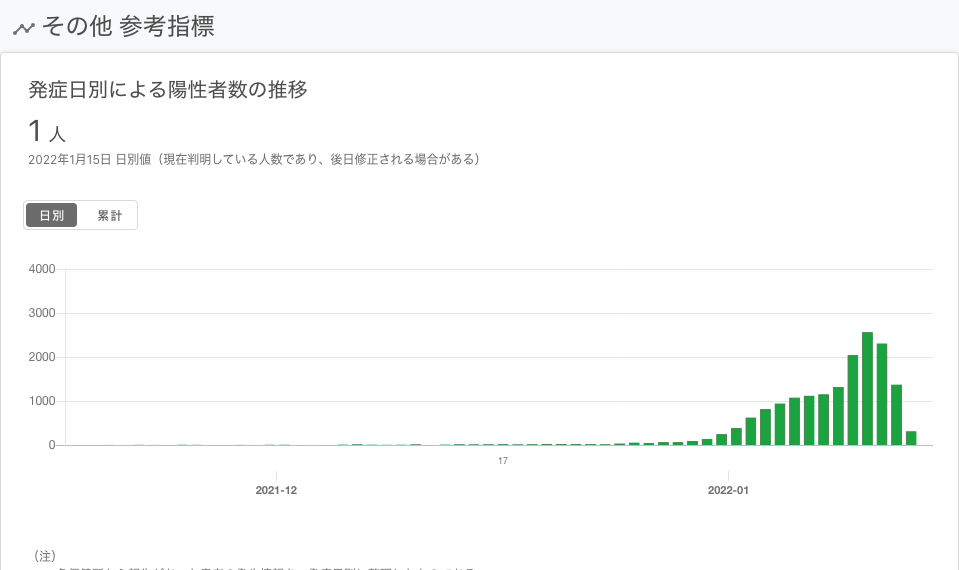 その他 参考指標
発症日別による陽性者数の推移
1 人
2022年1月15日 日別値（現在判明している人数であり、後日修正される場合がある）
日別 累計
4000
3000
2000
1000
0
17
2021-12 2022-01
（注）